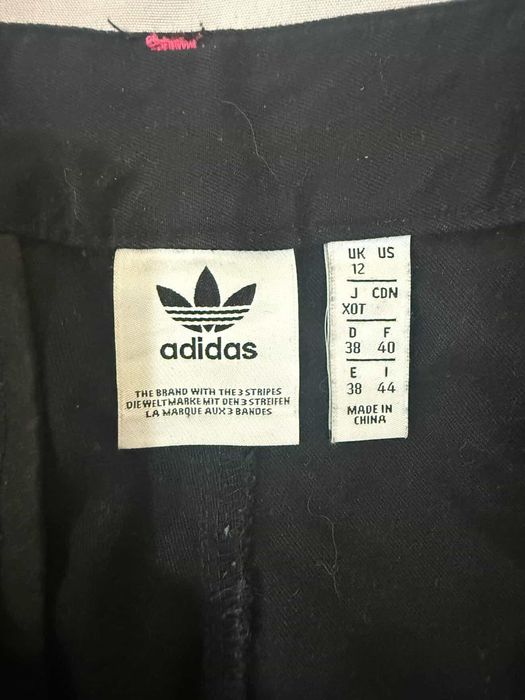 adidas
THE BRAND WITH THE 3 STRIPES
DIE WELTMARKE MIT DEN 3 STREIFEN
LA MARQUE AUX 3 BANDES
UK US
12
J CDN
XOT
D F
38 40
E I
38 44
MADE IN
CHINA